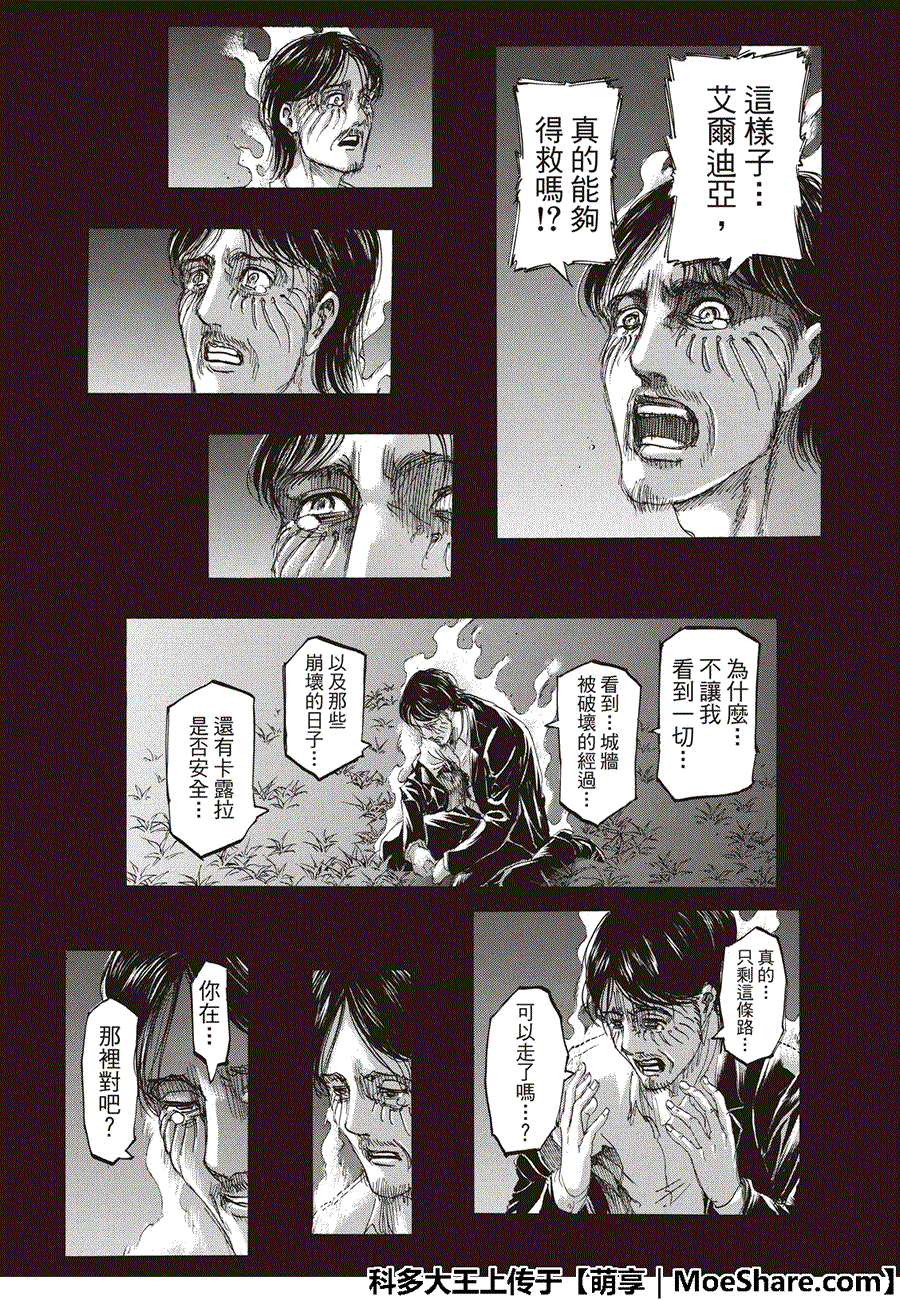 這樣子…
艾爾迪亞，
真的能夠
得救嗎!?
為什麼…
不讓我
看到一切…
看到…城牆
被破壞的經過…
以及那些
崩壞的日子…
還有卡露拉
是否安全…
真的…
只剩這條路…
可以走了嗎…?
你在…
那裡對吧?
科多大王上传于【萌享｜MoeShare.com】